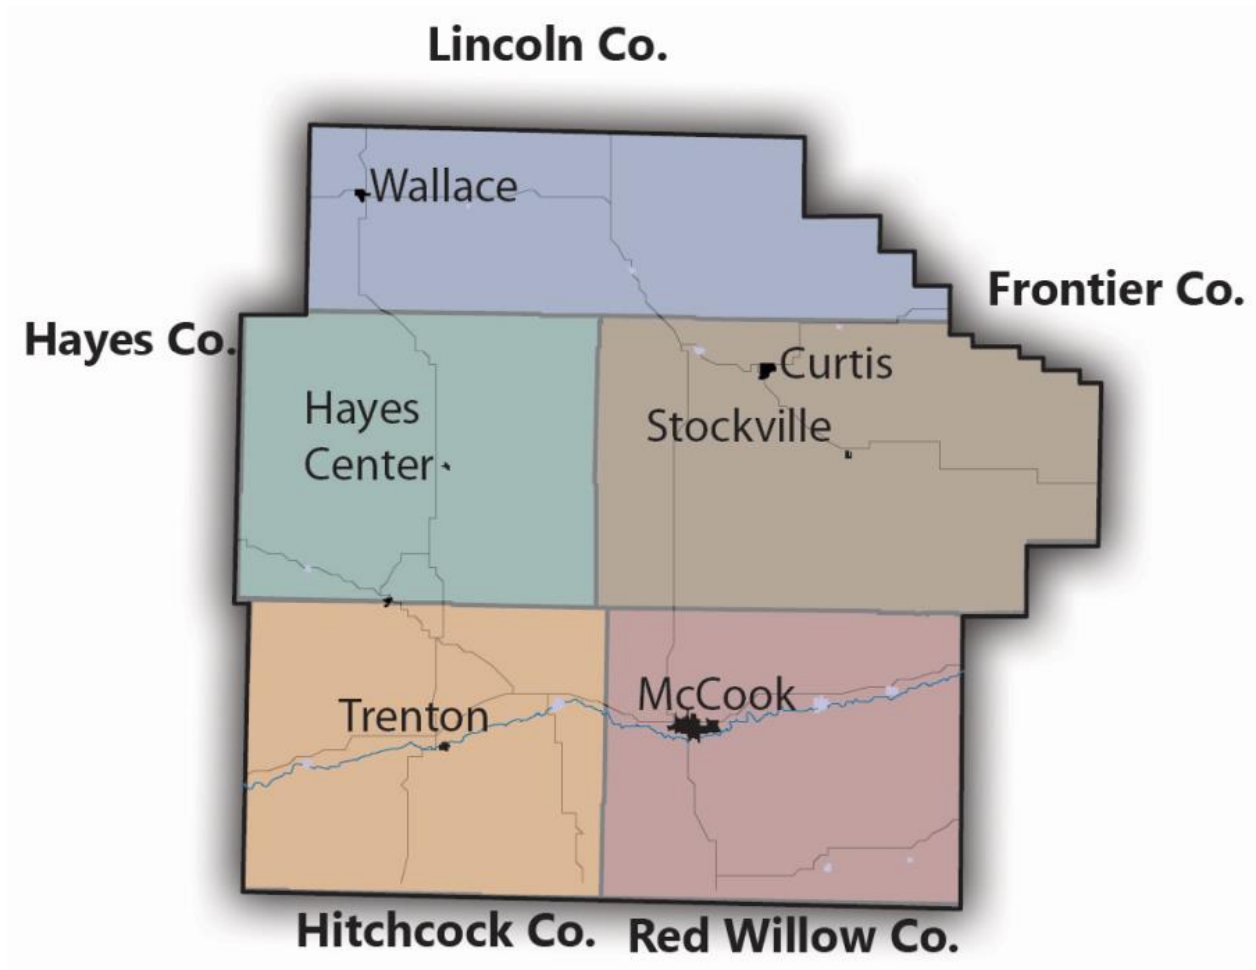 Lincoln Co.
Wallace
Frontier Co.
Hayes Co.
Curtis
Hayes
Center
Stockville
Trenton
McCook
Hitchcock Co.
Red Willow Co.